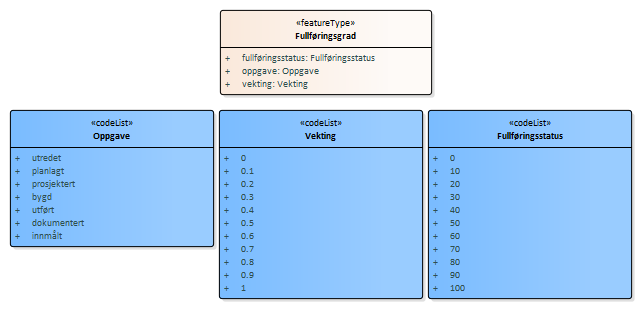 «featureType»
Fullføringsgrad
+ fullføringsstatus: Fullføringsstatus
+ oppgave: Oppgave
+ vekting: Vekting
«codeList»
Oppgave
+ utredet
+ planlagt
+ prosjektert
+ bygd
+ utført
+ dokumentert
+ innmålt
«codeList»
Vekting
+ 0
+ 0.1
+ 0.2
+ 0.3
+ 0.4
+ 0.5
+ 0.6
+ 0.7
+ 0.8
+ 0.9
+ 1
«codeList»
Fullføringsstatus
+ 0
+ 10
+ 20
+ 30
+ 40
+ 50
+ 60
+ 70
+ 80
+ 90
+ 100